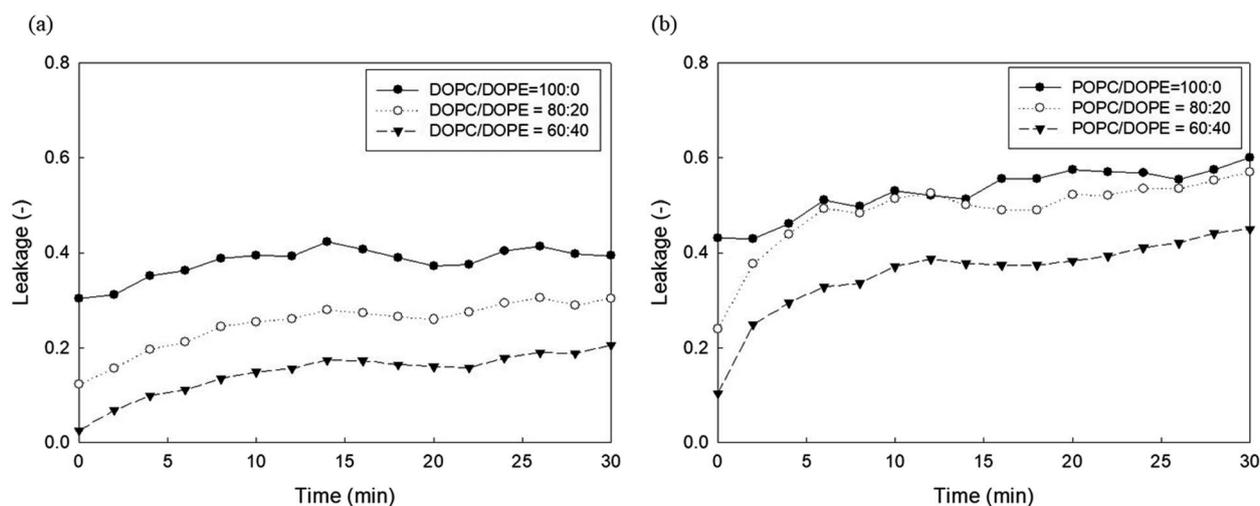 (a)
0.8
0.6
0.4
0.2
0.0
Leakage (-)
DOPC/DOPE=100:0
DOPC/DOPE = 80:20
DOPC/DOPE = 60:40
0 5 10 15 20 25 30
Time (min)
(b)
0.8
0.6
0.4
0.2
0.0
Leakage (-)
POPC/DOPE=100:0
POPC/DOPE = 80:20
POPC/DOPE = 60:40
0 5 10 15 20 25 30
Time (min)